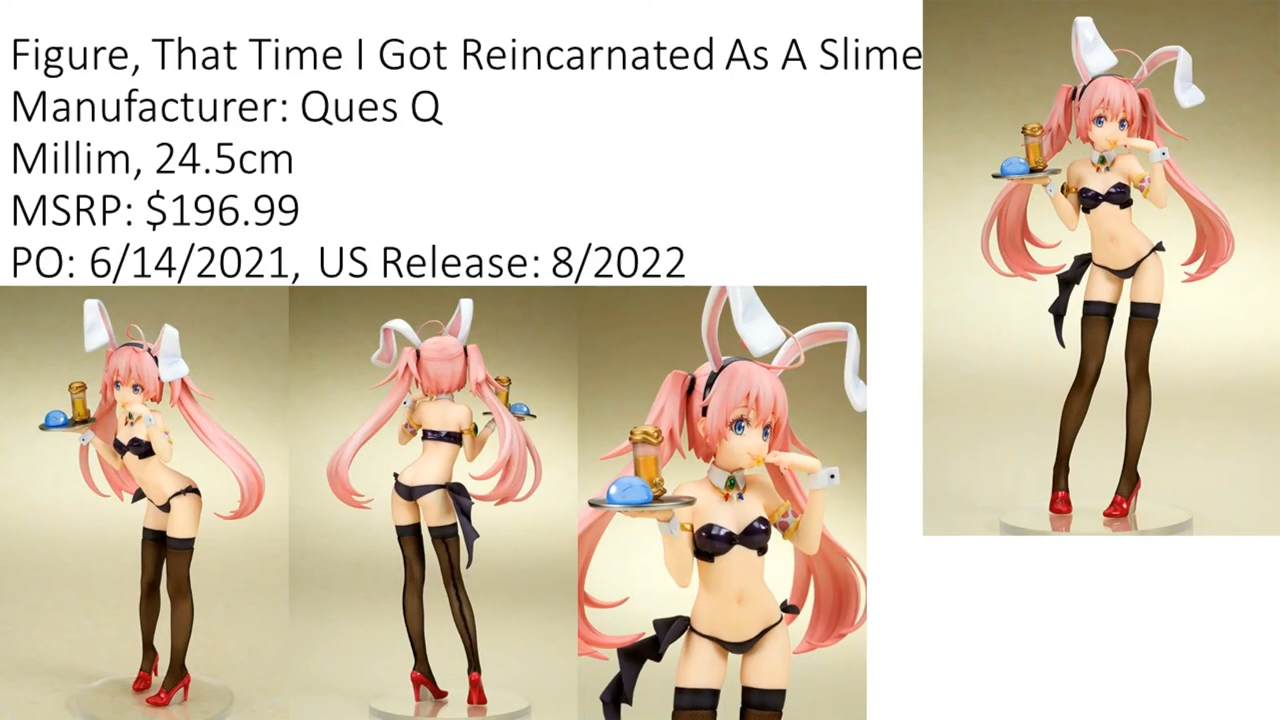 Figure, That Time I Got Reincarnated As A Slime
Manufacturer: Ques Q
Millim, 24.5cm
MSRP: $196.99
PO: 6/14/2021, US Release: 8/2022